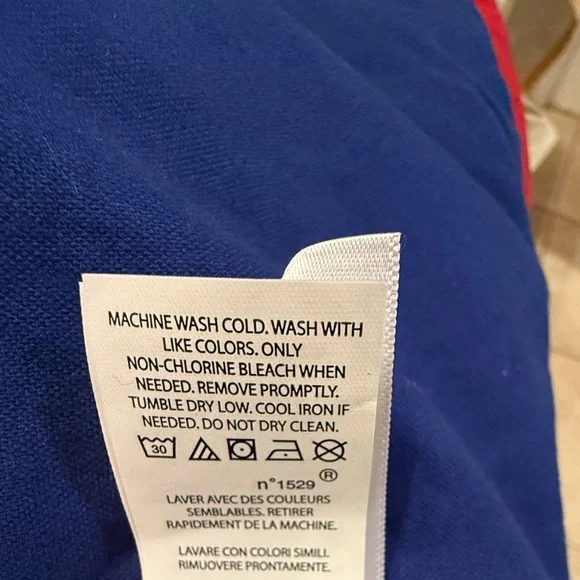 MACHINE WASH COLD. WASH WITH
LIKE COLORS. ONLY
NON-CHLORINE BLEACH WHEN
NEEDED. REMOVE PROMPTLY.
TUMBLE DRY LOW. COOL IRON IF
NEEDED. DO NOT DRY CLEAN.
30
n°1529 ®
LAVER AVEC DES COULEURS
SEMBLABLES. RETIRER
RAPIDEMENT DE LA MACHINE.
LAVARE CON COLORI SIMILI.
RIMUOVERE PRONTAMENTE.